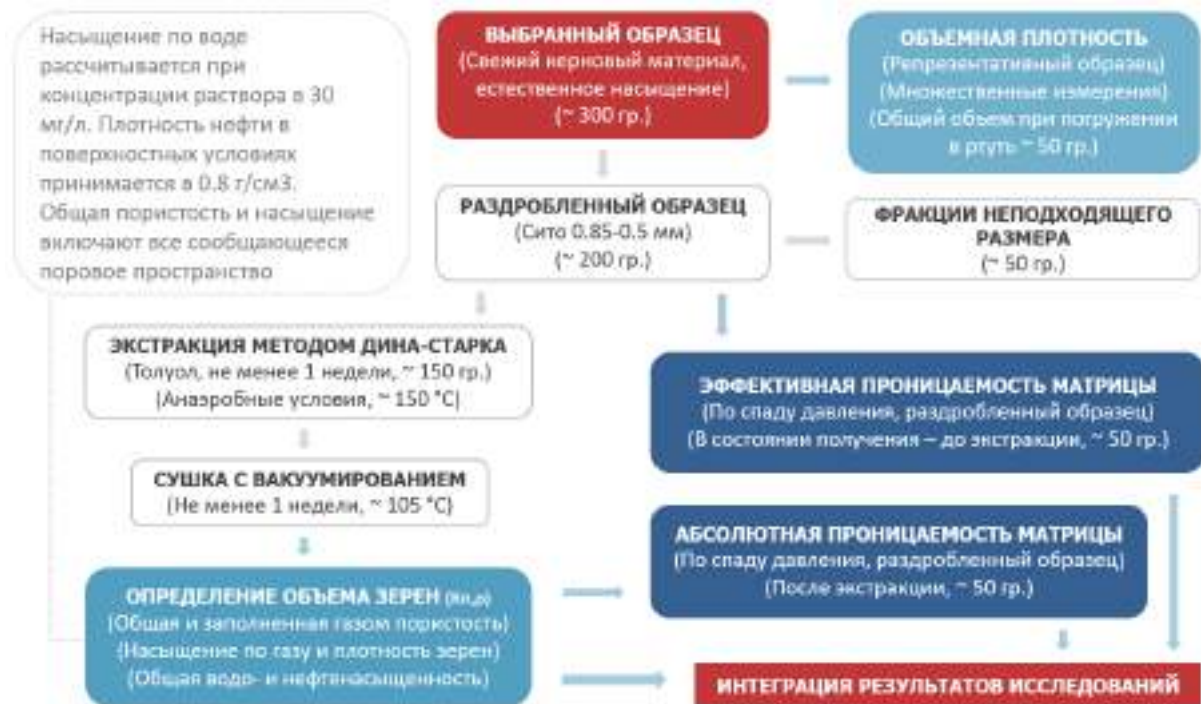 Насыщение по воде
рассчитывается при
концентрации раствора в 30
мг/л. Плотность нефти в
поверхностных условиях
принимается в 0.8 г/см3.
Общая пористость и насыщение
включают все сообщающееся
поровое пространство
ВЫБРАННЫЙ ОБРАЗЕЦ
(Свежий керновый материал,
естественное насыщение)
(~ 300 гр.)
ОБЪЕМНАЯ ПЛОТНОСТЬ
(Репрезентативный образец)
(Множественные измерения)
(Общий объем при погружении
в ртуть ~ 50 гр.)
РАЗДРОБЛЕННЫЙ ОБРАЗЕЦ
(Сито 0.85-0.5 мм)
(~ 200 гр.)
ФРАКЦИИ НЕПОДХОДЯЩЕГО
РАЗМЕРА
(~ 50 гр.)
ЭКСТРАКЦИЯ МЕТОДОМ ДИНА-СТАРКА
(Толуол, не менее 1 недели, ~ 150 гр.)
(Анаэробные условия, ~ 150 °C)
ЭФФЕКТИВНАЯ ПРОНИЦАЕМОСТЬ МАТРИЦЫ
(По спаду давления, раздробленный образец)
(В состоянии получения – до экстракции, ~ 50 гр.)
СУШКА С ВАКУУМИРОВАНИЕМ
(Не менее 1 недели, ~ 105 °C)
АБСОЛЮТНАЯ ПРОНИЦАЕМОСТЬ МАТРИЦЫ
(По спаду давления, раздробленный образец)
(После экстракции, ~ 50 гр.)
ОПРЕДЕЛЕНИЕ ОБЪЕМА ЗЕРЕН
(Общая и заполненная газом пористость)
(Насыщение по газу и плотность зерен)
(Общая водо- и нефтенасыщенность)
ИНТЕГРАЦИЯ РЕЗУЛЬТАТОВ ИССЛЕДОВАНИЙ